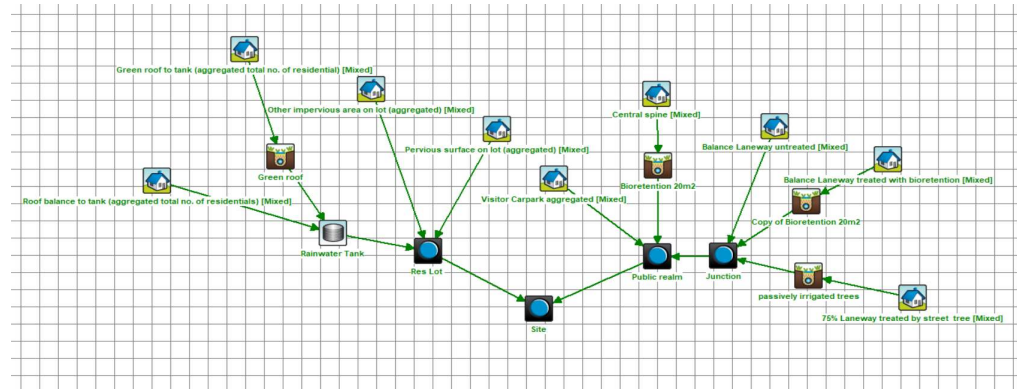 Green roof to tank (aggregated total no. of residential) [Mixed]
Other impervious area on lot (aggregated) [Mixed]
Central spine [Mixed]
Pervious surface on lot (aggregated) [Mixed]
Balance Laneway untreated [Mixed]
Green roof
Bioretention 20m2
Balance Laneway treated with bioretention [Mixed]
Roof balance to tank (aggregated total no. of residentials) [Mixed]
Visitor Carpark aggregated [Mixed]
Copy of Bioretention 20m2
Rainwater Tank
Res Lot
Public realm
Junction
passively irrigated trees
75% Laneway treated by street tree [Mixed]
Site